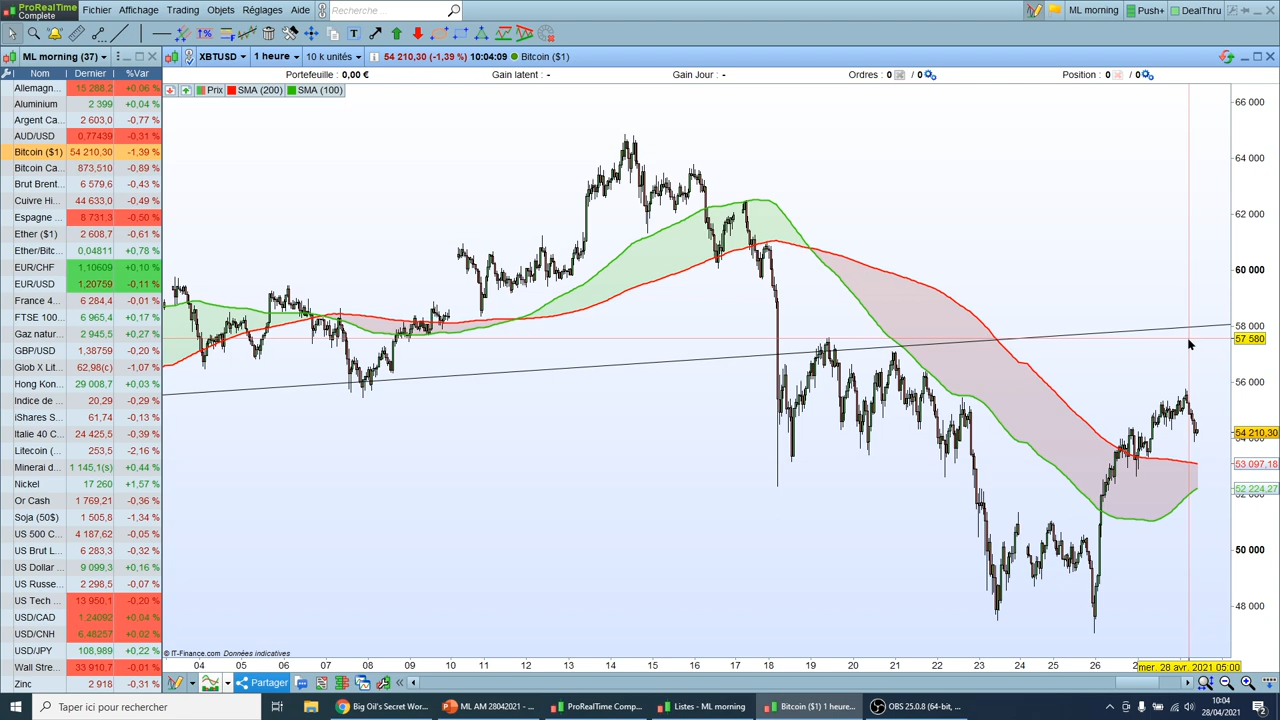 ProRealTime
Complete
Fichier Affichage Trading Objets Réglages Aide
Recherche ...
ML morning Push+ DealThru
ML morning (37) XBTUSD 1 heure 10 k unités 54 210,30 (-1,39 %) 10:04:09 Bitcoin ($1)
Nom Dernier %Var
Portefeuille : 0,00 € Gain latent : - Gain Jour : - Ordres : 0 / 0 Position : 0 / 0
Prix SMA (200) SMA (100)
Allemagn... 15 288,2 +0,06 %
Aluminium 2 399 +0,04 %
Argent Ca... 2 603,0 -0,77 %
AUD/USD 0,77439 -0,31 %
Bitcoin ($1) 54 210,30 -1,39 %
Bitcoin Ca... 873,510 -0,89 %
Brut Brent... 6 579,6 -0,43 %
Cuivre Hi... 44 633,0 -0,49 %
Espagne ... 8 731,3 -0,50 %
Ether ($1) 2 608,7 -0,61 %
Ether/Bitc... 0,04811 +0,78 %
EUR/CHF 1,10609 +0,10 %
EUR/USD 1,20759 -0,11 %
France 4... 6 284,4 -0,01 %
FTSE 100... 6 965,4 +0,17 %
Gaz natur... 2 945,5 +0,27 %
GBP/USD 1,38759 -0,20 %
Glob X Lit... 62,98(c) -1,07 %
Hong Kon... 29 008,7 +0,03 %
Indice de ... 20,29 -0,29 %
iShares S... 61,74 -0,13 %
Italie 40 C... 24 425,5 -0,39 %
Litecoin (... 253,5 -2,16 %
Minerai d... 1 145,1(s) +0,44 %
Nickel 17 260 +1,57 %
Or Cash 1 769,21 -0,36 %
Soja (50$) 1 505,8 -1,34 %
US 500 C... 4 187,62 -0,05 %
US Brut L... 6 283,3 -0,32 %
US Dollar ... 9 099,3 +0,16 %
US Russe... 2 298,5 -0,07 %
US Tech ... 13 950,1 -0,20 %
USD/CAD 1,24092 +0,04 %
USD/CNH 6,48257 +0,02 %
USD/JPY 108,989 +0,22 %
Wall Stre... 33 910,7 -0,01 %
Zinc 2 918 -0,31 %
66 000
64 000
62 000
60 000
58 000
57 580
56 000
54 210,30
53 097,18
52 224,27
50 000
48 000
© IT-Finance.com Données indicatives
04 05 06 07 08 09 10 11 12 13 14 15 16 17 18 19 20 21 22 23 24 25 26 mer. 28 avr. 2021 05:00
Partager
Taper ici pour rechercher
Big Oil's Secret Wor... ML AM 28042021 - ... ProRealTime Comp... Listes - ML morning Bitcoin ($1) 1 heure... OBS 25.0.8 (64-bit, ...
10:04
28/04/2021